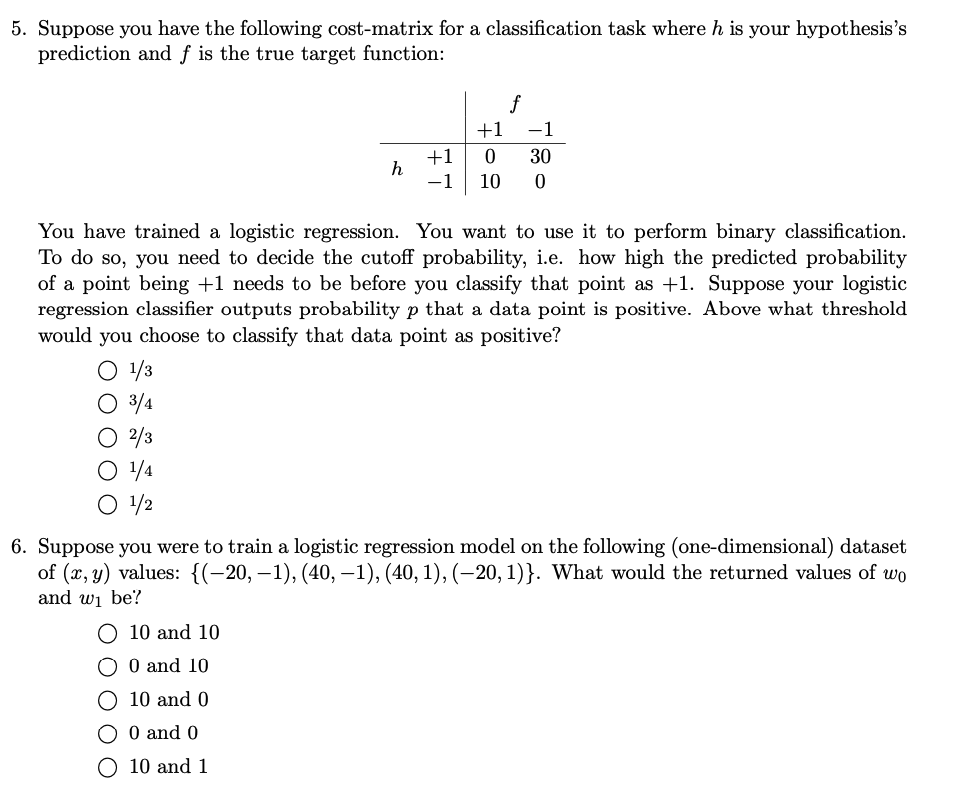 5. Suppose you have the following cost-matrix for a classification task where h is your hypothesis's
prediction and f is the true target function:
f
+1 −1
h +1 0 30
−1 10 0
You have trained a logistic regression. You want to use it to perform binary classification.
To do so, you need to decide the cutoff probability, i.e. how high the predicted probability
of a point being +1 needs to be before you classify that point as +1. Suppose your logistic
regression classifier outputs probability p that a data point is positive. Above what threshold
would you choose to classify that data point as positive?
○ 1/3
○ 3/4
○ 2/3
○ 1/4
○ 1/2
6. Suppose you were to train a logistic regression model on the following (one-dimensional) dataset
of (x, y) values: {(−20, −1), (40, −1), (40, 1), (−20, 1)}. What would the returned values of w₀
and w₁ be?
○ 10 and 10
○ 0 and 10
○ 10 and 0
○ 0 and 0
○ 10 and 1